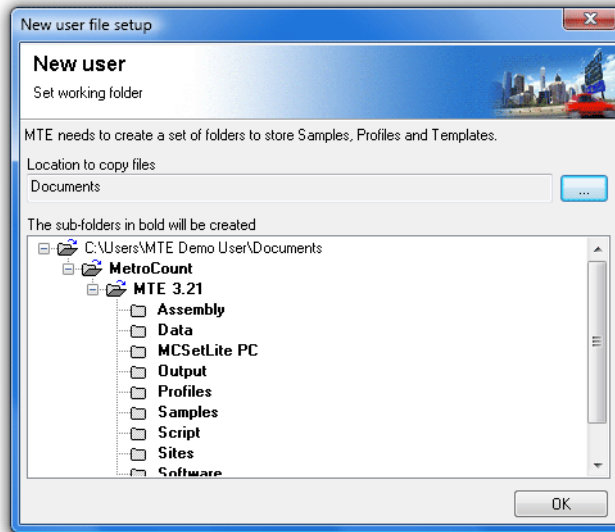 New user file setup
New user
Set working folder
MTE needs to create a set of folders to store Samples, Profiles and Templates.
Location to copy files
Documents
...
The sub-folders in bold will be created
C:\Users\MTE Demo User\Documents
MetroCount
MTE 3.21
Assembly
Data
MCSetLite PC
Output
Profiles
Samples
Script
Sites
Software
OK